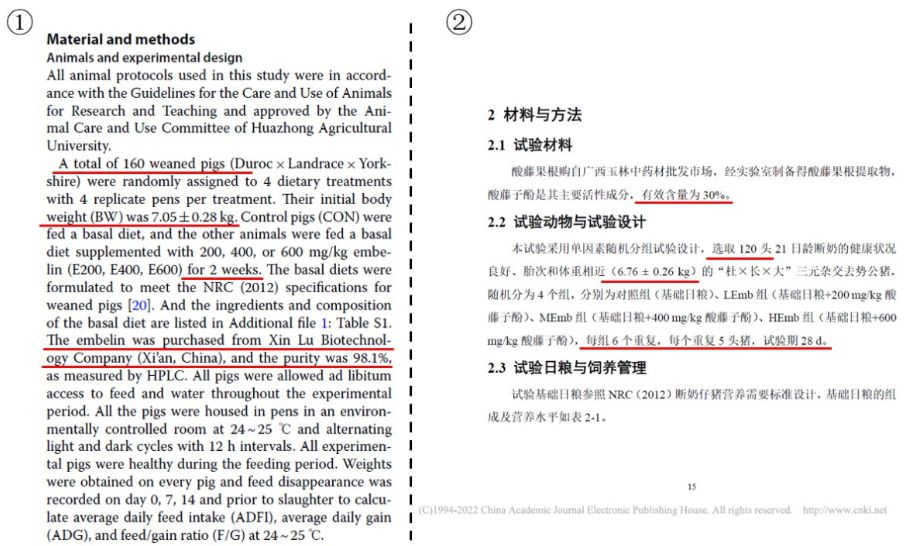 ①
Material and methods
Animals and experimental design
All animal protocols used in this study were in accord-
ance with the Guidelines for the Care and Use of Animals
for Research and Teaching and approved by the Ani-
mal Care and Use Committee of Huazhong Agricultural
University.
A total of 160 weaned pigs (Duroc × Landrace × York-
shire) were randomly assigned to 4 dietary treatments
with 4 replicate pens per treatment. Their initial body
weight (BW) was 7.05 ± 0.28 kg. Control pigs (CON) were
fed a basal diet, and the other animals were fed a basal
diet supplemented with 200, 400, or 600 mg/kg embe-
lin (E200, E400, E600) for 2 weeks. The basal diets were
formulated to meet the NRC (2012) specifications for
weaned pigs [20]. And the ingredients and composition
of the basal diet are listed in Additional file 1: Table S1.
The embelin was purchased from Xin Lu Biotechnol-
ogy Company (Xi'an, China), and the purity was 98.1%,
as measured by HPLC. All pigs were allowed ad libitum
access to feed and water throughout the experimental
period. All the pigs were housed in pens in an environ-
mentally controlled room at 24 ~ 25 ℃ and alternating
light and dark cycles with 12 h intervals. All experimen-
tal pigs were healthy during the feeding period. Weights
were obtained on every pig and feed disappearance was
recorded on day 0, 7, 14 and prior to slaughter to calcu-
late average daily feed intake (ADFI), average daily gain
(ADG), and feed/gain ratio (F/G) at 24 ~ 25 ℃.
②
2 材料与方法
2.1 试验材料
酸藤果根购自广西玉林中药材批发市场，经实验室制备得酸藤果根提取物，
酸藤子酚是其主要活性成分，有效含量为 30%。
2.2 试验动物与试验设计
本试验采用单因素随机分组试验设计，选取 120 头 21 日龄断奶的健康状况
良好、胎次和体重相近（6.76 ± 0.26 kg）的“杜×长×大”三元杂交去势公猪，
随机分为 4 个组，分别为对照组（基础日粮）、LEmb 组（基础日粮+200 mg/kg 酸
藤子酚）、MEmb 组（基础日粮+400 mg/kg 酸藤子酚）、HEmb 组（基础日粮+600
mg/kg 酸藤子酚），每组 6 个重复，每个重复 5 头猪，试验期 28 d。
2.3 试验日粮与饲养管理
试验基础日粮参照 NRC（2012）断奶仔猪营养需要标准设计，基础日粮的组
成及营养水平如表 2-1。
15
(C)1994-2022 China Academic Journal Electronic Publishing House. All rights reserved. http://www.cnki.net